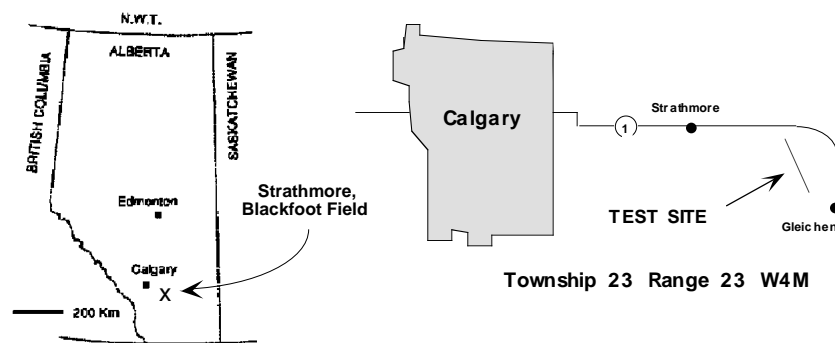 N.W.T.
ALBERTA
BRITISH COLUMBIA
SASKATCHEWAN
Edmonton
Strathmore,
Blackfoot Field
Calgary
X
200 Km
Calgary
1
Strathmore
TEST SITE
Gleichen
Township 23 Range 23 W4M